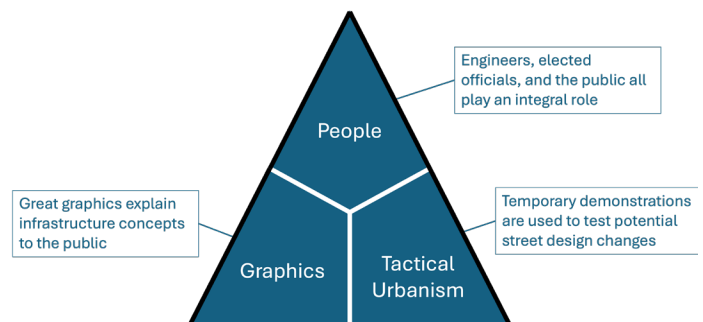 Engineers, elected
officials, and the public all
play an integral role
People
Great graphics explain
infrastructure concepts
to the public
Temporary demonstrations
are used to test potential
street design changes
Graphics
Tactical
Urbanism